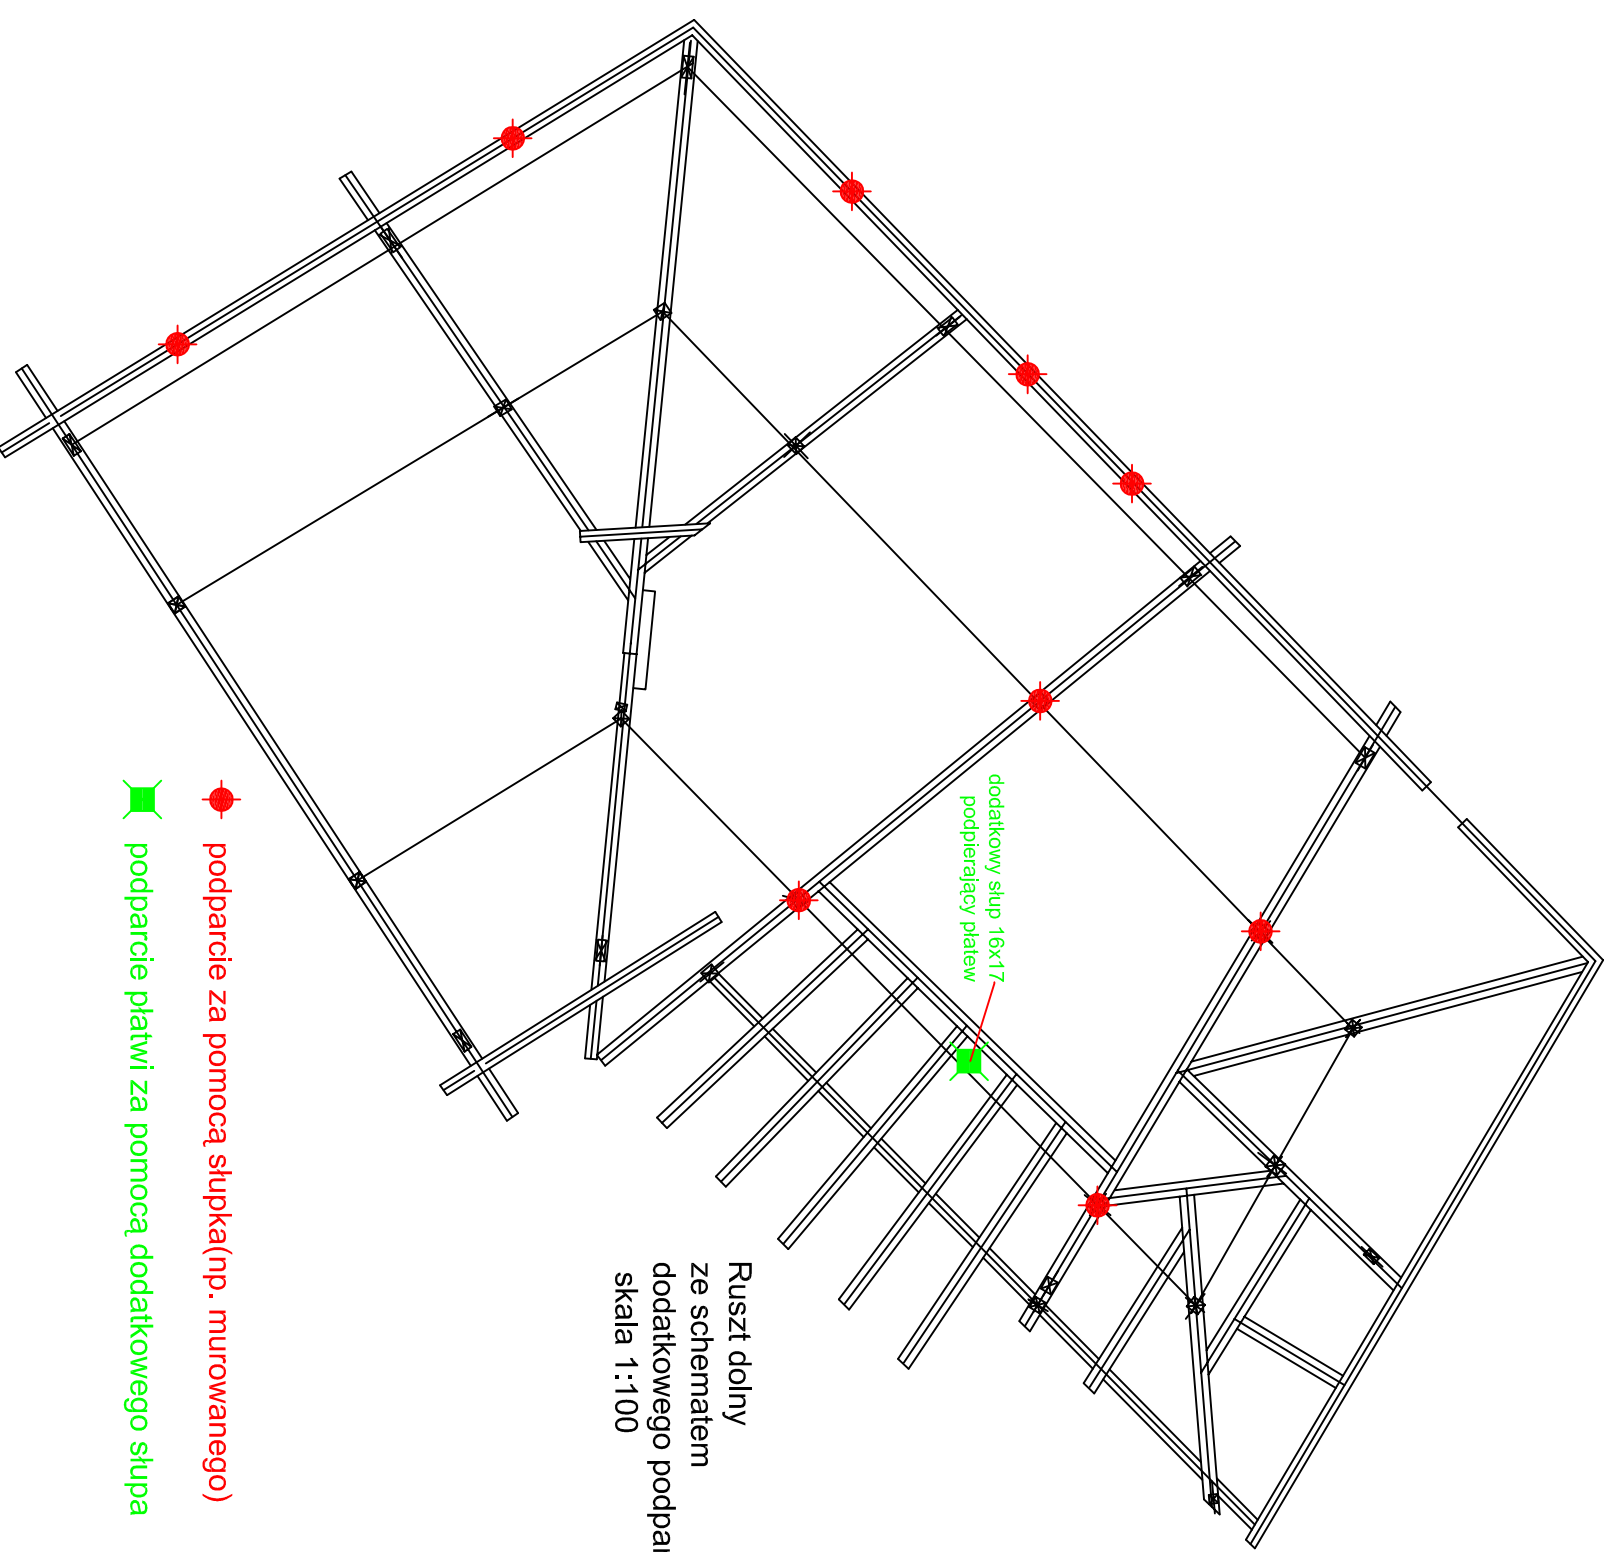 dodatkowy słup 16x17
podpierający płatew
Ruszt dolny
ze schematem
dodatkowego
skala 1:100
podparcie za pomocą słupka(np. murowanego)
podparcie płatwi za pomocą dodatkowego słupa